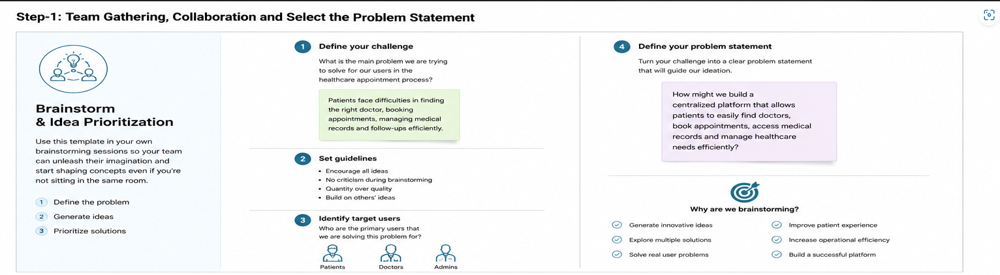 Step-1: Team Gathering, Collaboration and Select the Problem Statement
Brainstorm
& Idea Prioritization
Use this template in your own
brainstorming sessions so your team
can unleash their imagination and
start shaping concepts even if you're
not sitting in the same room.
1 Define the problem
2 Generate ideas
3 Prioritize solutions
1 Define your challenge
What is the main problem we are trying
to solve for our users in the
healthcare appointment process?
Patients face difficulties in finding
the right doctor, booking
appointments, managing medical
records and follow-ups efficiently.
2 Set guidelines
• Encourage all ideas
• No criticism during brainstorming
• Quantity over quality
• Build on others' ideas
3 Identify target users
Who are the primary users that
we are solving this problem for?
Patients Doctors Admins
4 Define your problem statement
Turn your challenge into a clear problem statement
that will guide our ideation.
How might we build a
centralized platform that allows
patients to easily find doctors,
book appointments, access medical
records and manage healthcare
needs efficiently?
Why are we brainstorming?
Generate innovative ideas
Explore multiple solutions
Solve real user problems
Improve patient experience
Increase operational efficiency
Build a successful platform